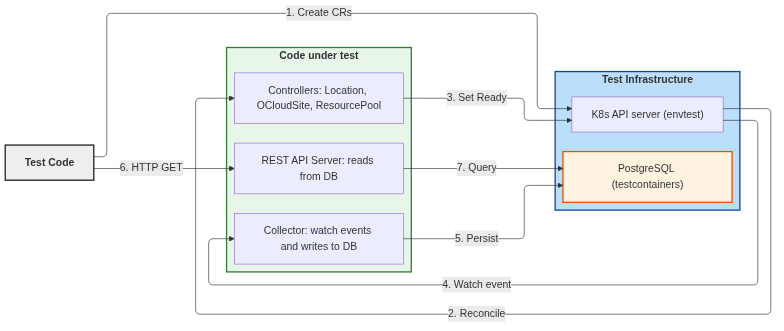 1. Create CRs
Code under test
Controllers: Location,
OCloudSite, ResourcePool
3. Set Ready
Test Infrastructure
K8s API server (envtest)
Test Code
6. HTTP GET
REST API Server: reads
from DB
7. Query
PostgreSQL
(testcontainers)
Collector: watch events
and writes to DB
5. Persist
4. Watch event
2. Reconcile